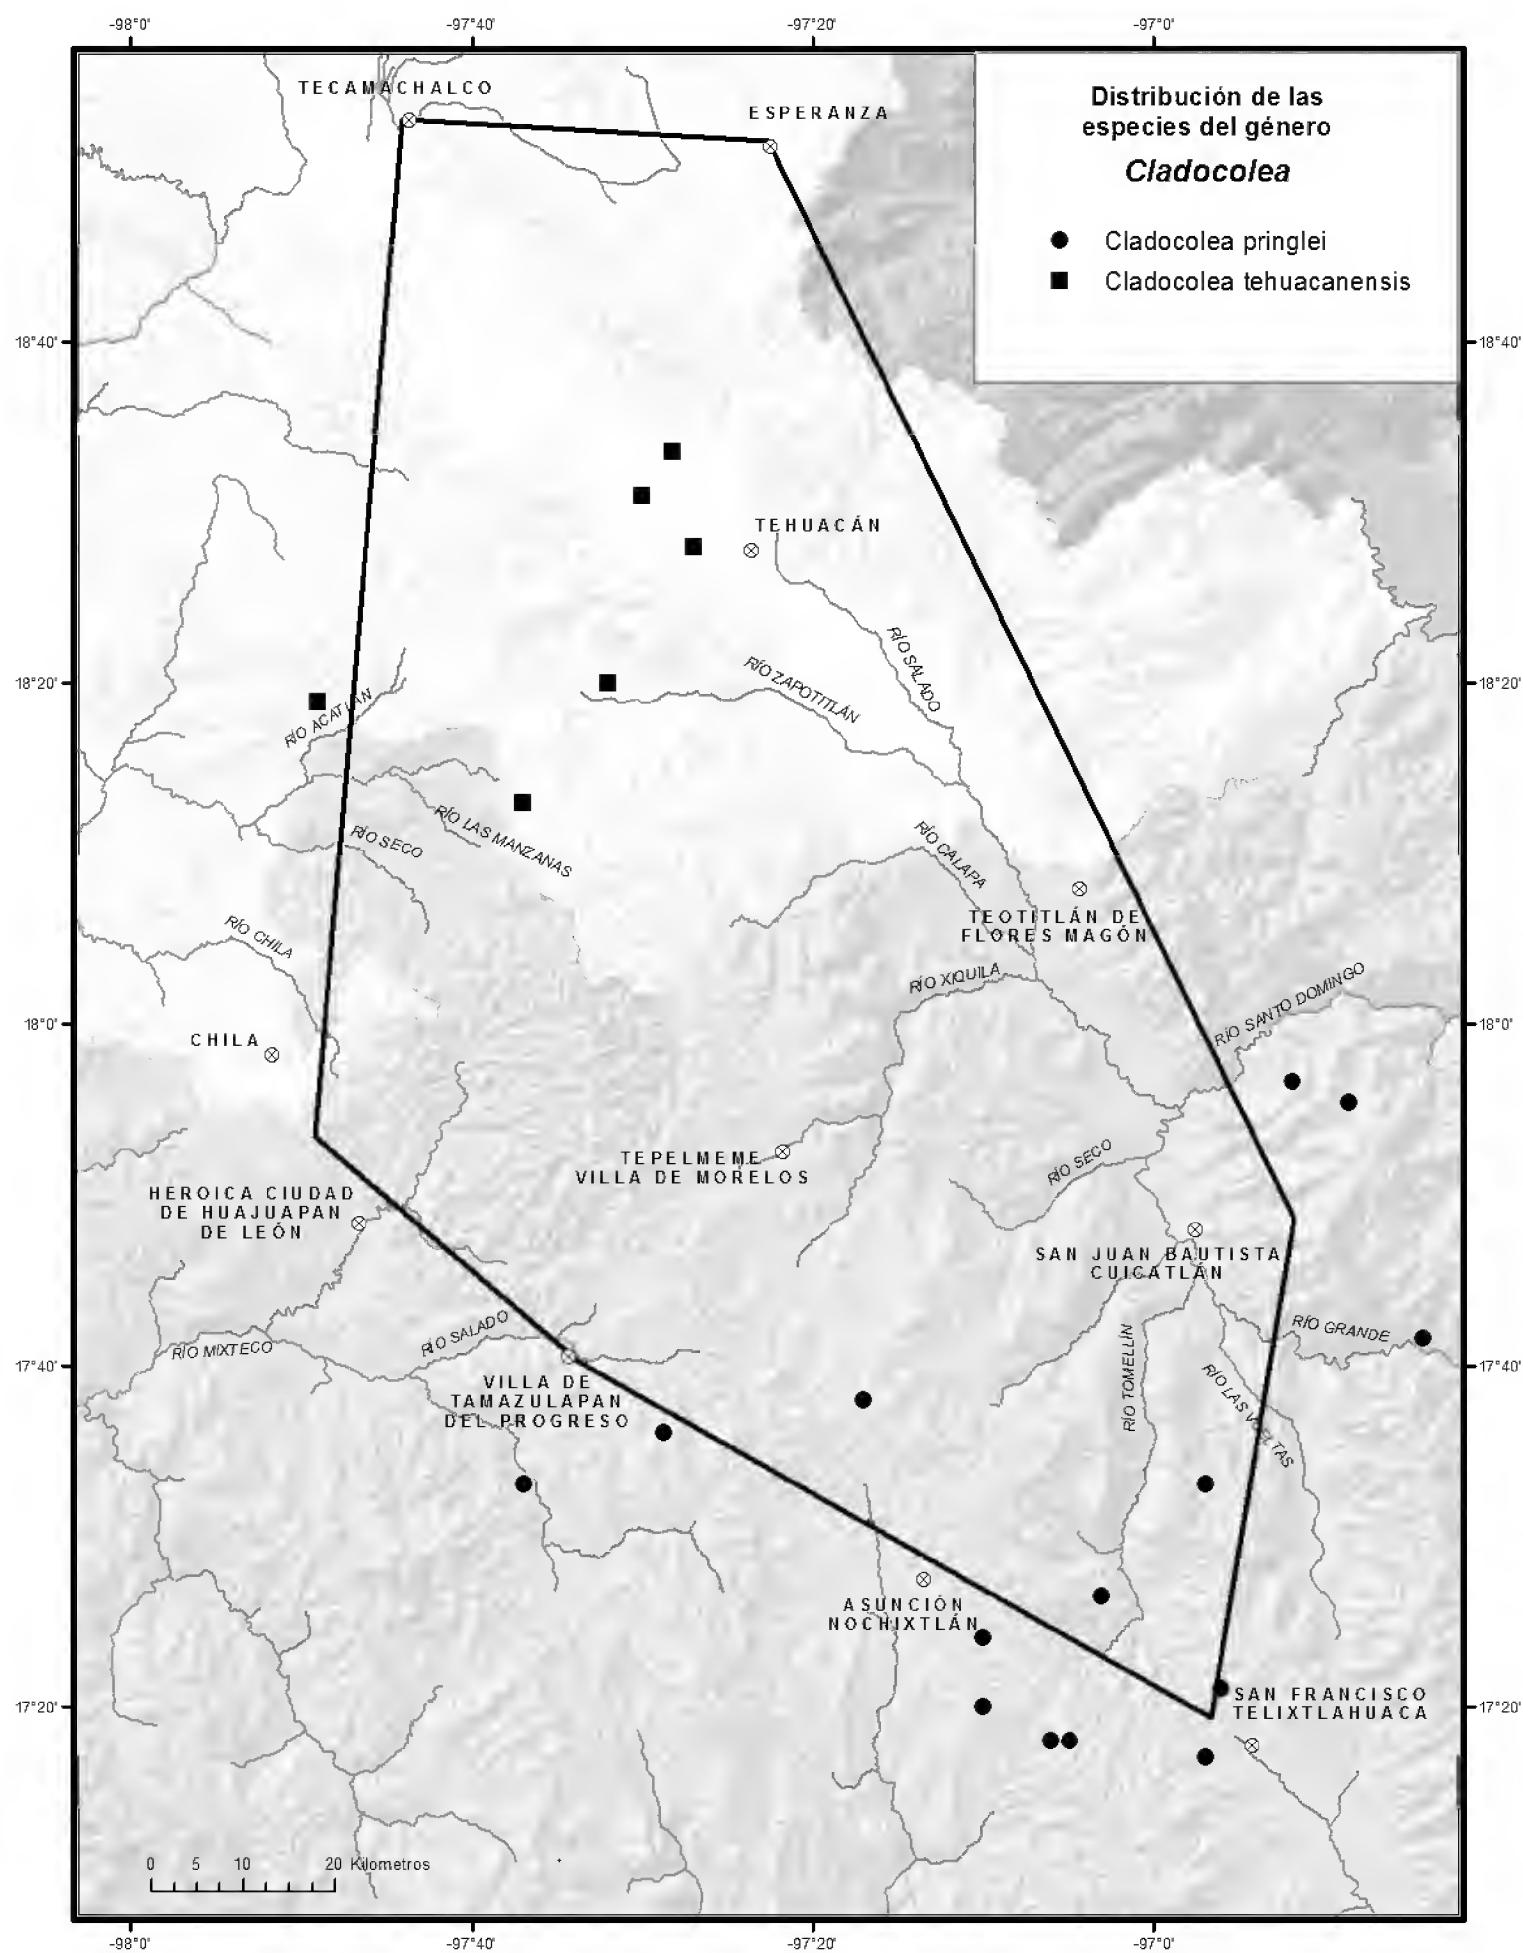 -98°0'
-97°40'
-97°20'
-97°0'
TECAMACHALCO
ESPERANZA
Distribución de las
especies del género
Cladocolea
Cladocolea pringlei
Cladocolea tehuacanensis
18°40'
18°40'
TEHUACÁN
RÍO SALADO
RÍO ZAPOTITLÁN
18°20'
18°20'
RÍO ACATLÁN
RÍO LAS MANZANAS
RÍO SECO
RÍO CALAPA
TEOTITLÁN DE
FLORES MAGÓN
RÍO CHILA
RÍO XIQUILA
RÍO SANTO DOMINGO
18°0'
18°0'
CHILA
TEPELMEME
VILLA DE MORELOS
RÍO SECO
HEROICA CIUDAD
DE HUAJUAPAN
DE LEÓN
SAN JUAN BAUTISTA
CUICATLÁN
RÍO SALADO
RÍO MIXTECO
RÍO GRANDE
17°40'
17°40'
RÍO TOMELLÍN
RÍO LAS VUELTAS
VILLA DE
TAMAZULAPAN
DEL PROGRESO
ASUNCIÓN
NOCHIXTLÁN
17°20'
17°20'
SAN FRANCISCO
TELIXTLAHUACA
0 5 10 20 Kilometros
-98°0'
-97°40'
-97°20'
-97°0'